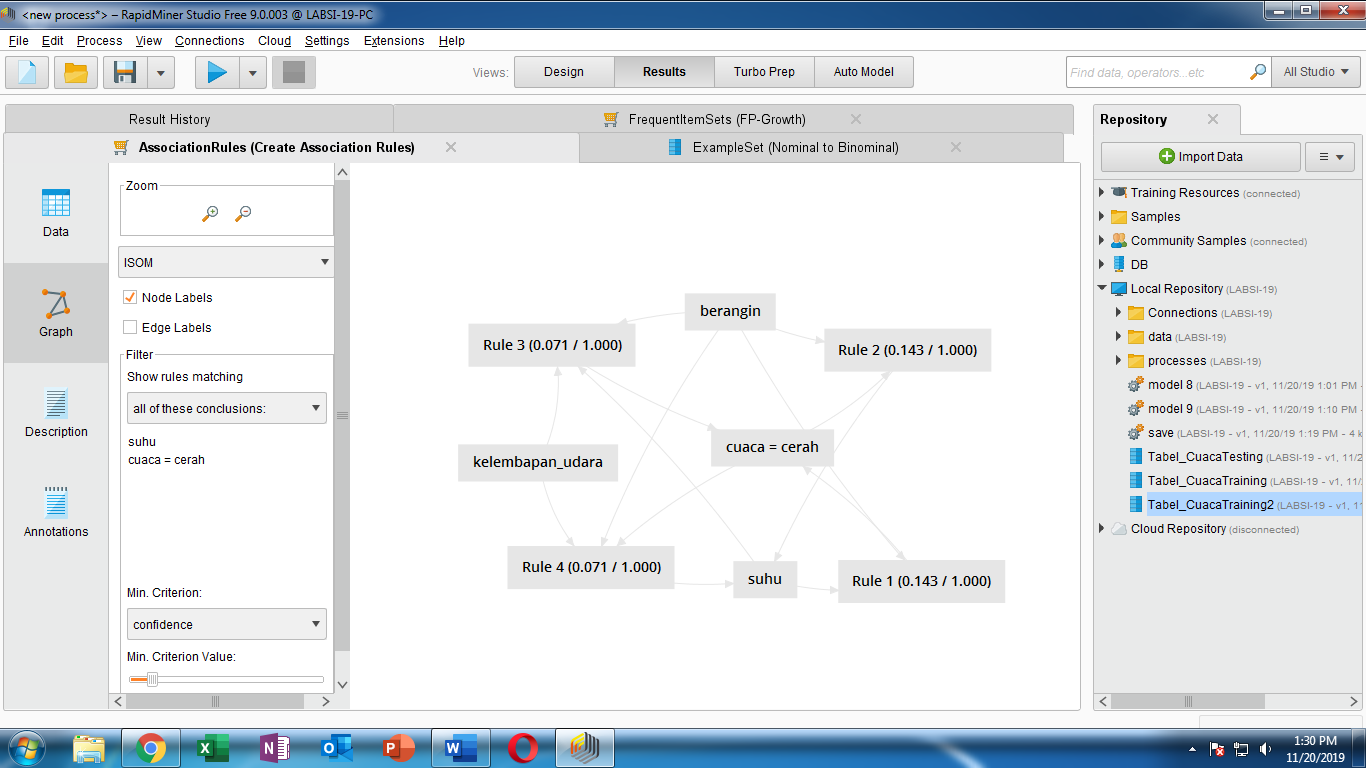 <new process*> – RapidMiner Studio Free 9.0.003 @ LABSI-19-PC
File Edit Process View Connections Cloud Settings Extensions Help
Views: Design Results Turbo Prep Auto Model
Find data, operators...etc
All Studio
Result History
FrequentItemSets (FP-Growth)
AssociationRules (Create Association Rules)
ExampleSet (Nominal to Binominal)
Data
Graph
Description
Annotations
Zoom
ISOM
Node Labels
Edge Labels
Filter
Show rules matching
all of these conclusions:
suhu
cuaca = cerah
Min. Criterion:
confidence
Min. Criterion Value:
berangin
Rule 3 (0.071 / 1.000)
Rule 2 (0.143 / 1.000)
cuaca = cerah
kelembapan_udara
Rule 4 (0.071 / 1.000)
suhu
Rule 1 (0.143 / 1.000)
Repository
Import Data
Training Resources (connected)
Samples
Community Samples (connected)
DB
Local Repository (LABSI-19)
Connections (LABSI-19)
data (LABSI-19)
processes (LABSI-19)
model 8 (LABSI-19 - v1, 11/20/19 1:01 PM -
model 9 (LABSI-19 - v1, 11/20/19 1:10 PM -
save (LABSI-19 - v1, 11/20/19 1:19 PM - 4 k
Tabel_CuacaTesting (LABSI-19 - v1, 11/2
Tabel_CuacaTraining (LABSI-19 - v1, 11/
Tabel_CuacaTraining2 (LABSI-19 - v1, 11
Cloud Repository (disconnected)
1:30 PM
11/20/2019